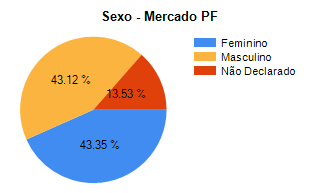 Sexo - Mercado PF
Feminino
Masculino
Não Declarado
43.12 %
13.53 %
43.35 %